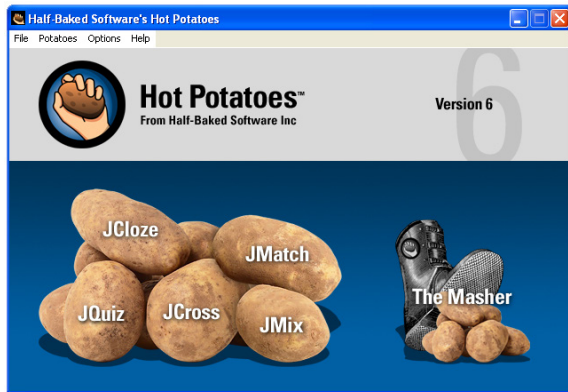 Half-Baked Software's Hot Potatoes
File Potatoes Options Help
6
Hot Potatoes™
From Half-Baked Software Inc
Version 6
JCloze
JMatch
JQuiz
JCross
JMix
The Masher